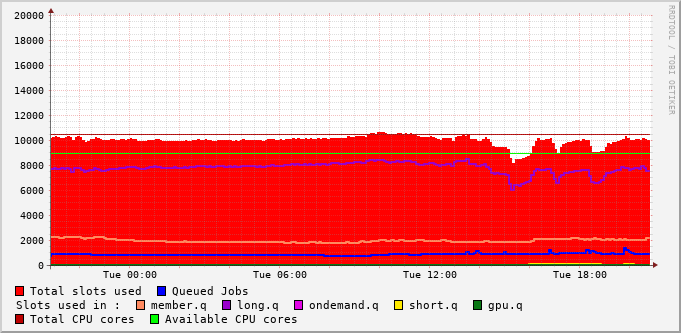 20000
18000
16000
14000
12000
10000
8000
6000
4000
2000
0
Tue 00:00 Tue 06:00 Tue 12:00 Tue 18:00
RRDTOOL / TOBI OETIKER
Total slots used Queued Jobs
Slots used in : member.q long.q ondemand.q short.q gpu.q
Total CPU cores Available CPU cores